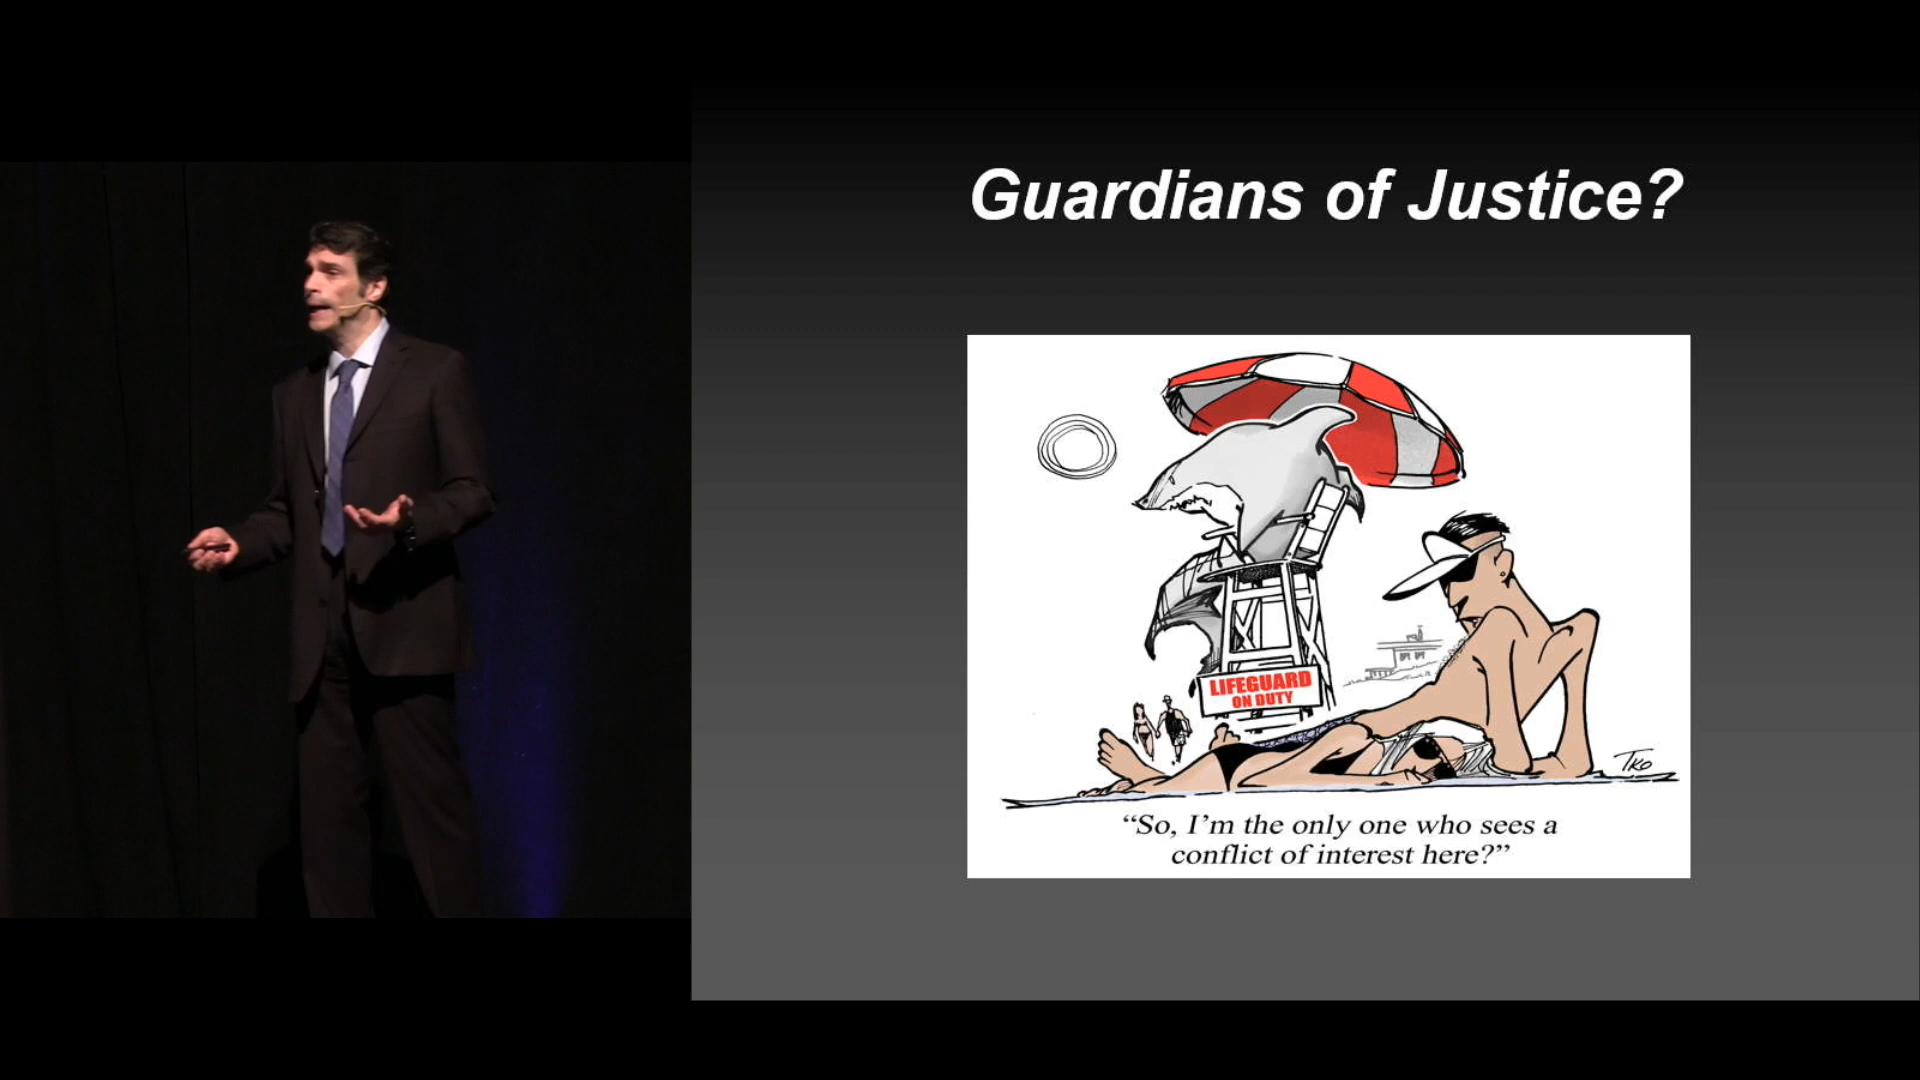 Guardians of Justice?
LIFEGUARD
ON DUTY
TKO
“So, I’m the only one who sees a
conflict of interest here?”